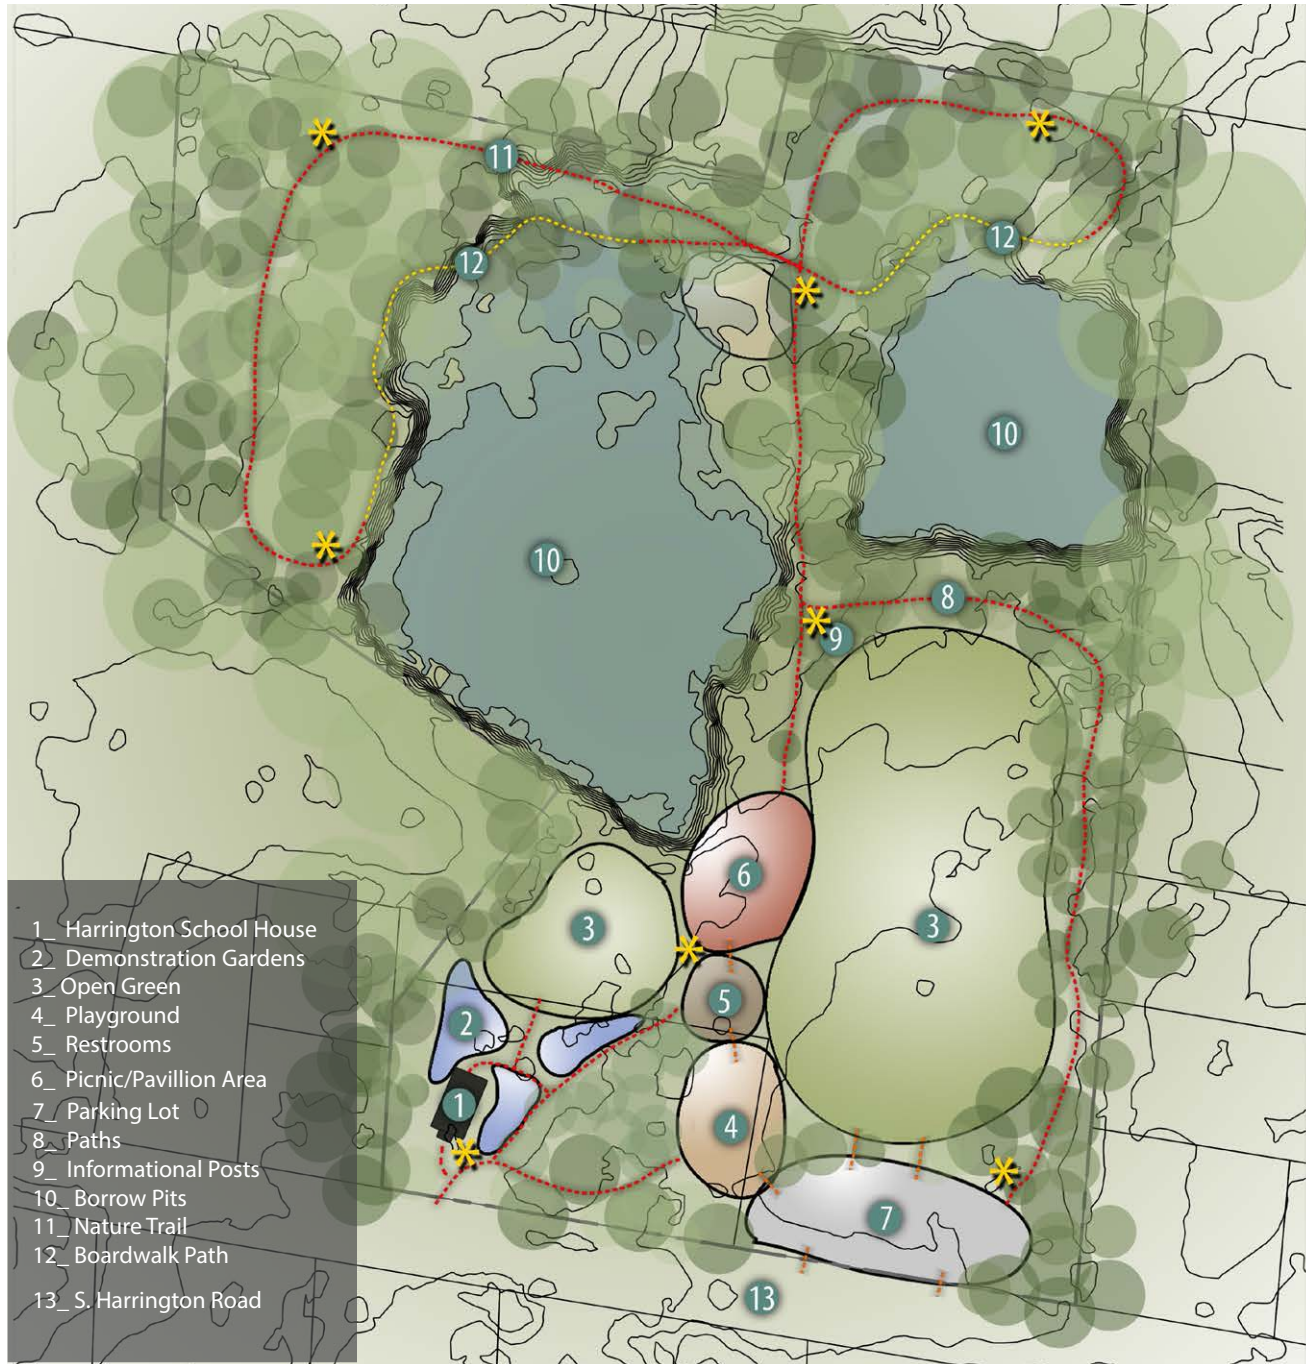 11
12
12
10
10
8
9
6
3
3
5
2
1
4
7
13
1_ Harrington School House
2_ Demonstration Gardens
3_ Open Green
4_ Playground
5_ Restrooms
6_ Picnic/Pavillion Area
7_ Parking Lot
8_ Paths
9_ Informational Posts
10_ Borrow Pits
11_ Nature Trail
12_ Boardwalk Path
13_ S. Harrington Road